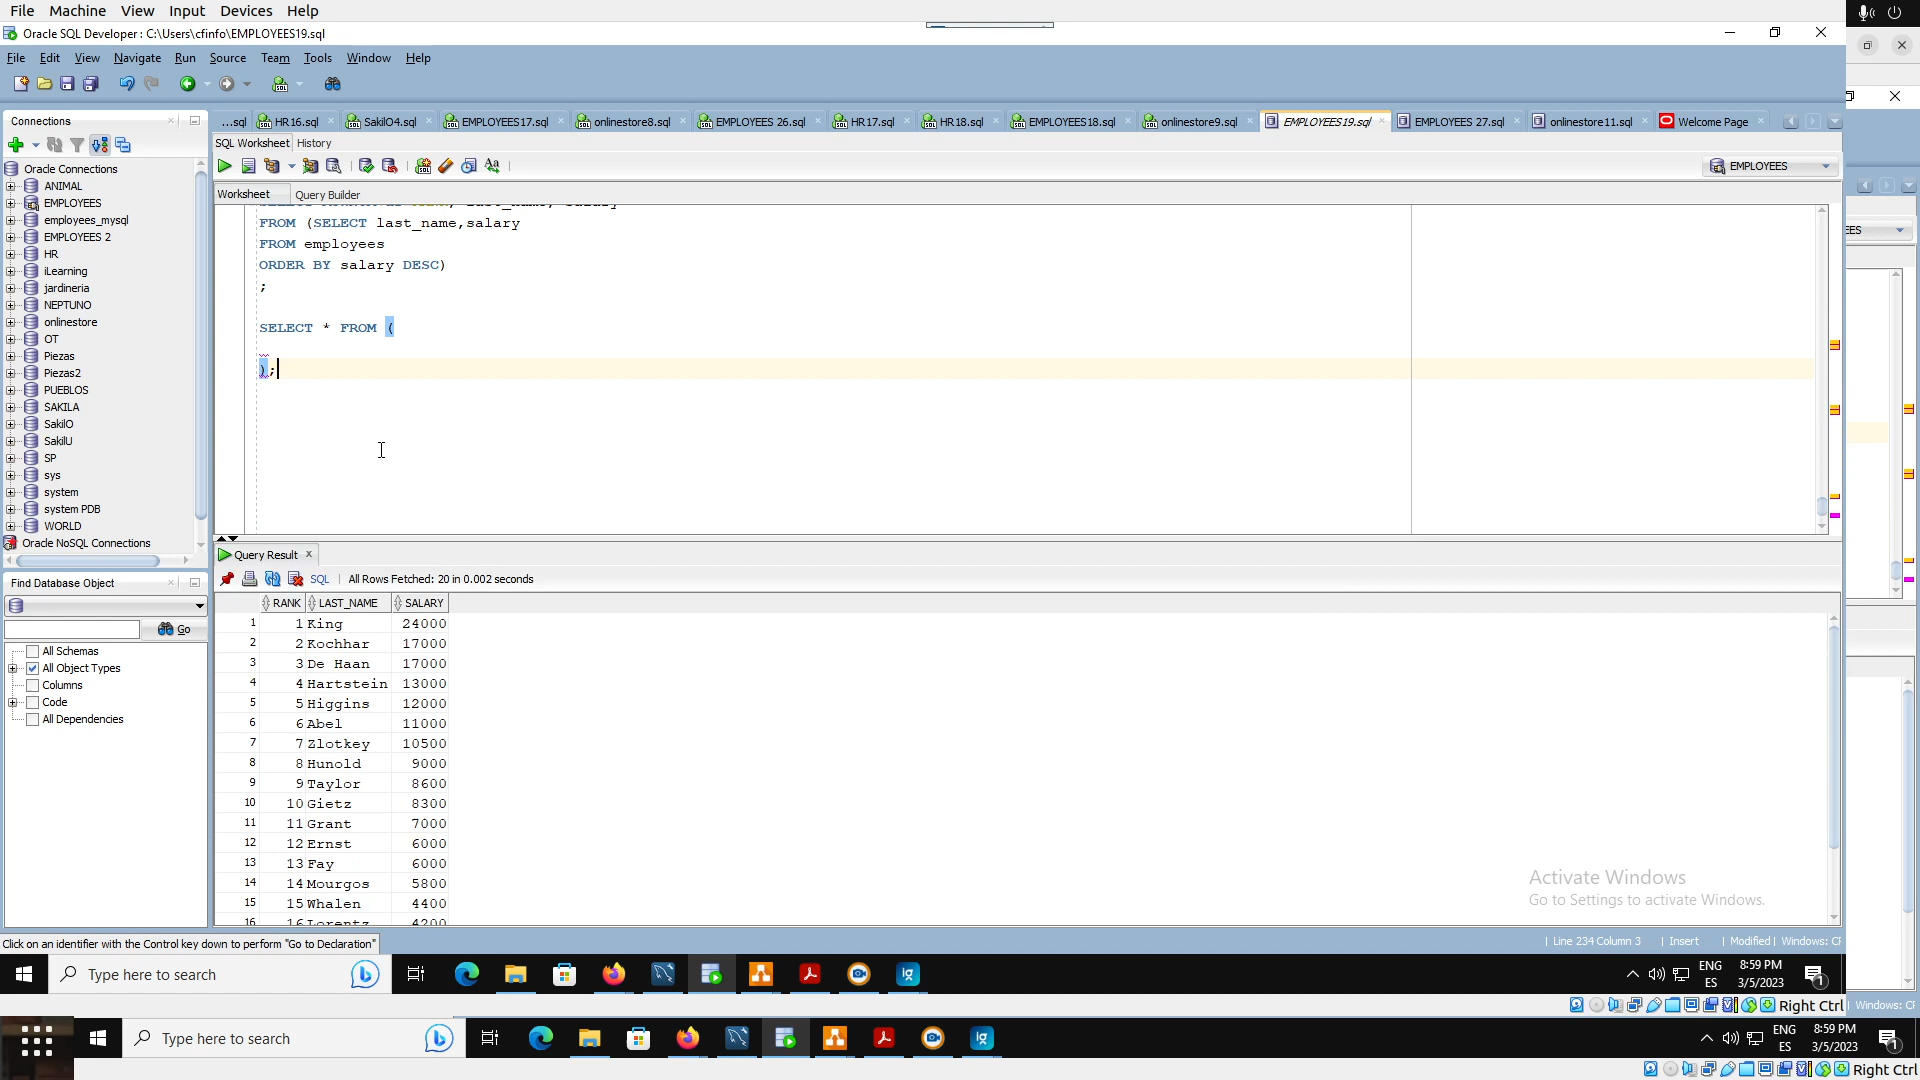 File Machine View Input Devices Help
Oracle SQL Developer : C:\Users\cfinfo\EMPLOYEES19.sql
File Edit View Navigate Run Source Team Tools Window Help
Connections
...sql HR16.sql SakilO4.sql EMPLOYEES17.sql onlinestore8.sql EMPLOYEES 26.sql HR17.sql HR18.sql EMPLOYEES18.sql onlinestore9.sql EMPLOYEES19.sql EMPLOYEES 27.sql onlinestore11.sql Welcome Page
SQL Worksheet History
EMPLOYEES
Worksheet Query Builder
Oracle Connections
ANIMAL
EMPLOYEES
employees_mysql
EMPLOYEES 2
HR
iLearning
jardineria
NEPTUNO
onlinestore
OT
Piezas
Piezas2
PUEBLOS
SAKILA
SakilO
SakilU
SP
sys
system
system PDB
WORLD
Oracle NoSQL Connections
FROM (SELECT last_name,salary
FROM employees
ORDER BY salary DESC)
;
SELECT * FROM (
);
Find Database Object
Go
All Schemas
All Object Types
Columns
Code
All Dependencies
Query Result
SQL | All Rows Fetched: 20 in 0.002 seconds
RANK LAST_NAME SALARY
1 1 King 24000
2 2 Kochhar 17000
3 3 De Haan 17000
4 4 Hartstein 13000
5 5 Higgins 12000
6 6 Abel 11000
7 7 Zlotkey 10500
8 8 Hunold 9000
9 9 Taylor 8600
10 10 Gietz 8300
11 11 Grant 7000
12 12 Ernst 6000
13 13 Fay 6000
14 14 Mourgos 5800
15 15 Whalen 4400
16 16 Lorentz 4200
Activate Windows
Go to Settings to activate Windows.
Click on an identifier with the Control key down to perform "Go to Declaration"
| Line 234 Column 3 | Insert | Modified | Windows: CF
Type here to search
ENG
ES
8:59 PM
3/5/2023
1
Right Ctrl
Windows: CF
Type here to search
ENG
ES
8:59 PM
3/5/2023
1
Right Ctrl